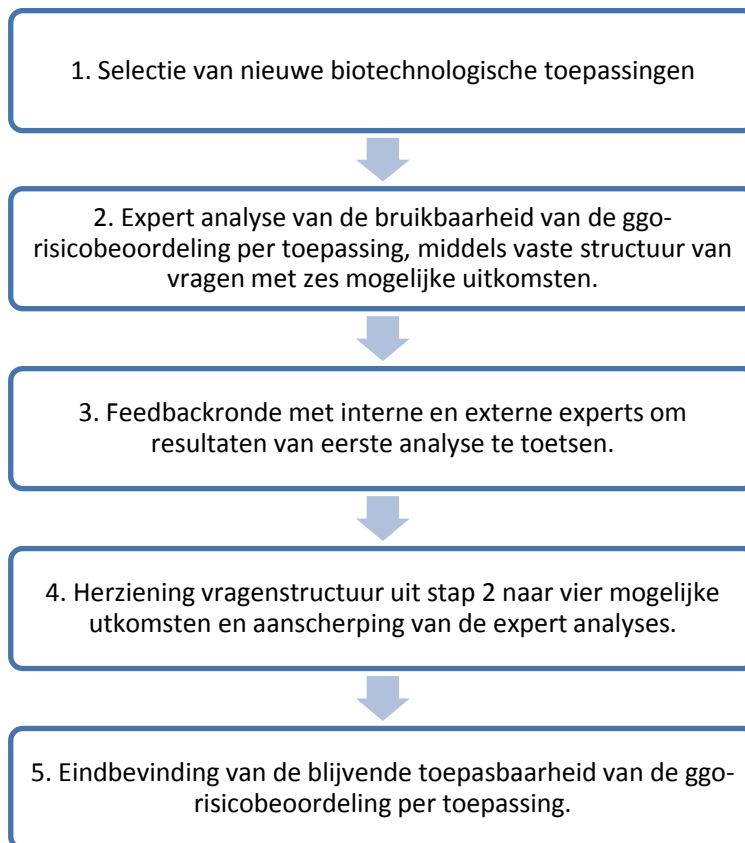 1. Selectie van nieuwe biotechnologische toepassingen
2. Expert analyse van de bruikbaarheid van de ggo-
risicobeoordeling per toepassing, middels vaste structuur van
vragen met zes mogelijke uitkomsten.
3. Feedbackronde met interne en externe experts om
resultaten van eerste analyse te toetsen.
4. Herziening vragenstructuur uit stap 2 naar vier mogelijke
utkomsten en aanscherping van de expert analyses.
5. Eindbevinding van de blijvende toepasbaarheid van de ggo-
risicobeoordeling per toepassing.